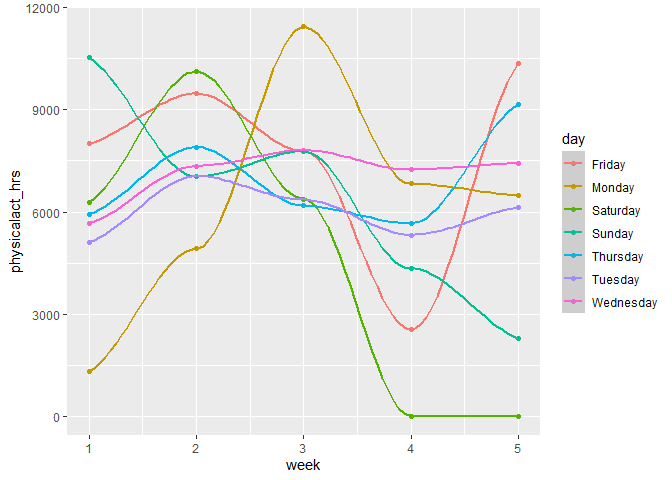 12000
9000
6000
3000
0
physicalact_hrs
1 2 3 4 5
week
day
Friday
Monday
Saturday
Sunday
Thursday
Tuesday
Wednesday